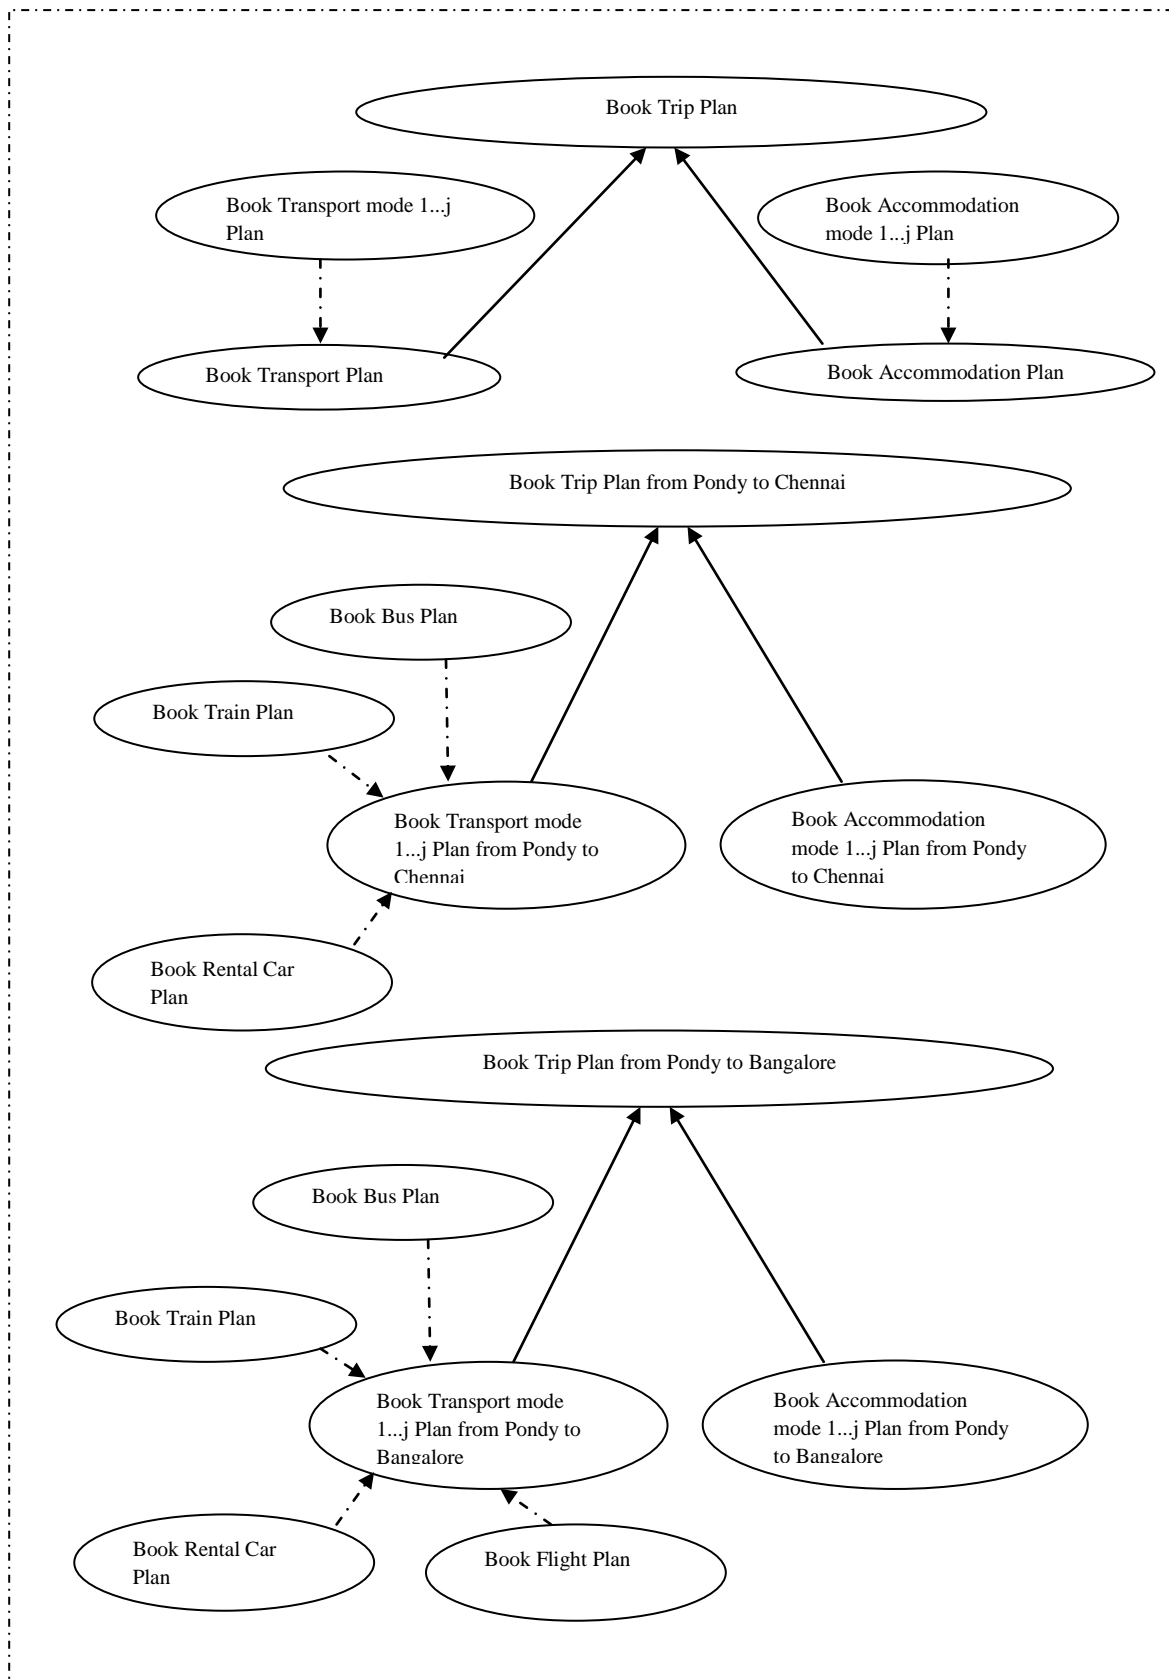 Book Trip Plan
Book Transport mode 1...j
Plan
Book Accommodation
mode 1...j Plan
Book Transport Plan
Book Accommodation Plan
Book Trip Plan from Pondy to Chennai
Book Bus Plan
Book Train Plan
Book Transport mode
1...j Plan from Pondy to
Chennai
Book Accommodation
mode 1...j Plan from Pondy
to Chennai
Book Rental Car
Plan
Book Trip Plan from Pondy to Bangalore
Book Bus Plan
Book Train Plan
Book Transport mode
1...j Plan from Pondy to
Bangalore
Book Accommodation
mode 1...j Plan from Pondy
to Bangalore
Book Rental Car
Plan
Book Flight Plan